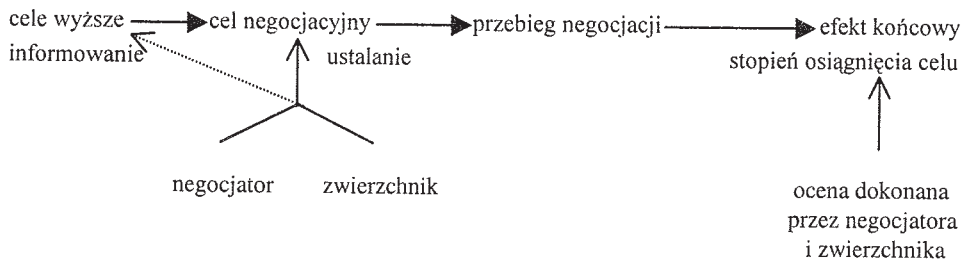 cele wyższe cel negocjacyjny przebieg negocjacji efekt końcowy
informowanie ustalanie stopień osiągnięcia celu
negocjator zwierzchnik
ocena dokonana
przez negocjatora
i zwierzchnika